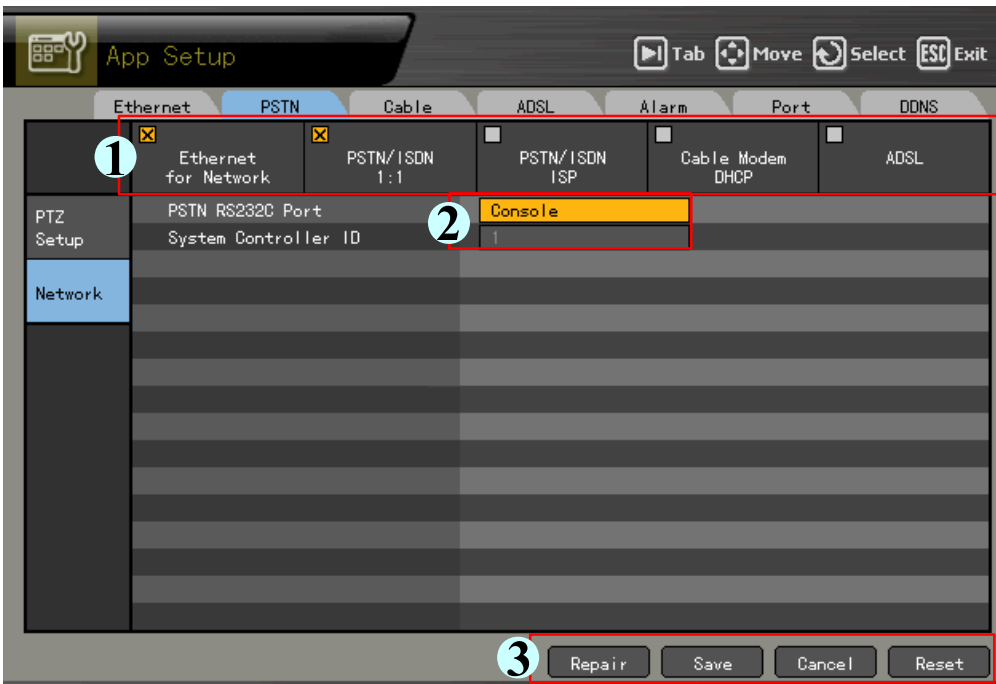 App Setup
Tab Move Select ESC Exit
Ethernet PSTN Cable ADSL Alarm Port DDNS
1
Ethernet
for Network
PSTN/ISDN
1:1
PSTN/ISDN
ISP
Cable Modem
DHCP
ADSL
PTZ
Setup
Network
PSTN RS232C Port
2
Console
System Controller ID
1
3
Repair Save Cancel Reset